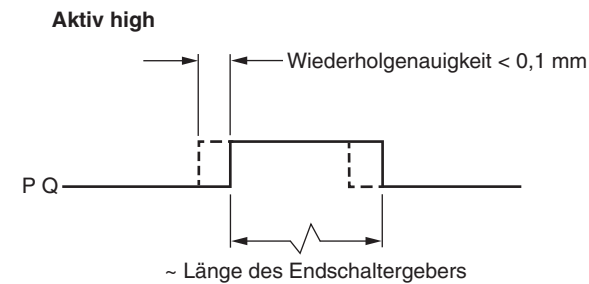 Aktiv high
Wiederholgenauigkeit < 0,1 mm
P Q
~ Länge des Endschaltergebers